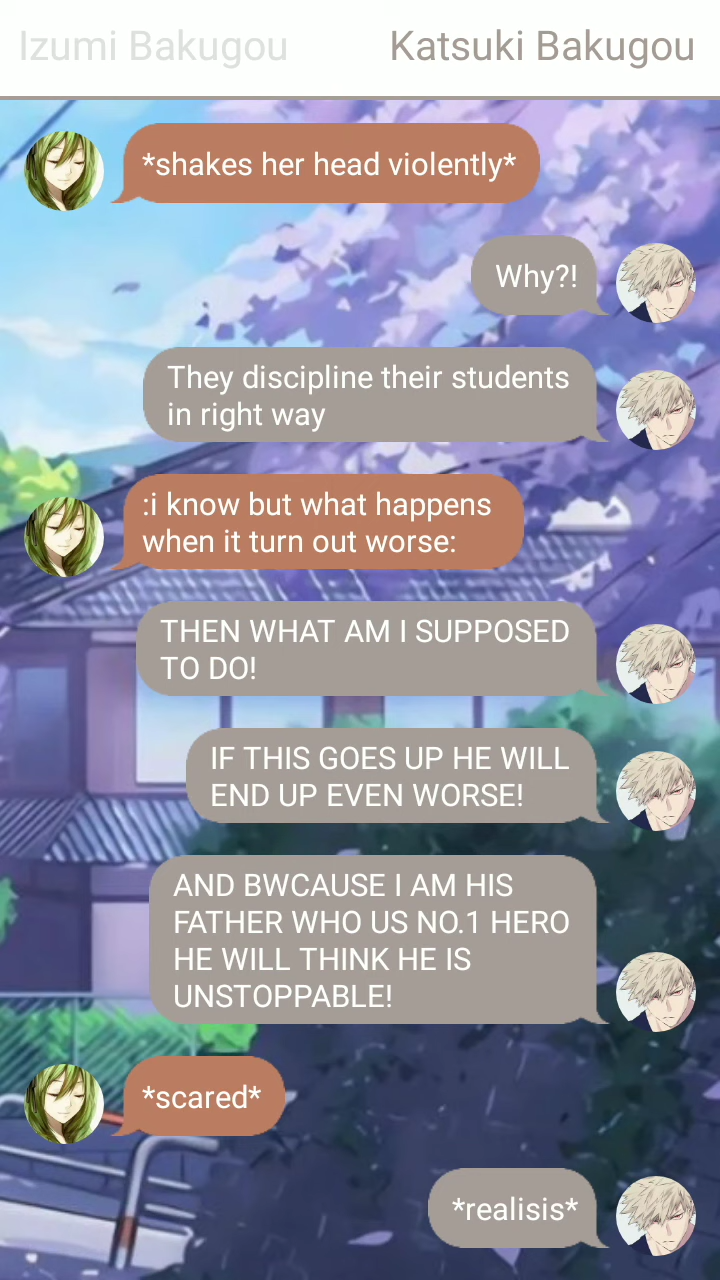 Izumi Bakugou Katsuki Bakugou
*shakes her head violently*
Why?!
They discipline their students
in right way
:i know but what happens
when it turn out worse:
THEN WHAT AM I SUPPOSED
TO DO!
IF THIS GOES UP HE WILL
END UP EVEN WORSE!
AND BWCAUSE I AM HIS
FATHER WHO US NO.1 HERO
HE WILL THINK HE IS
UNSTOPPABLE!
*scared*
*realisis*